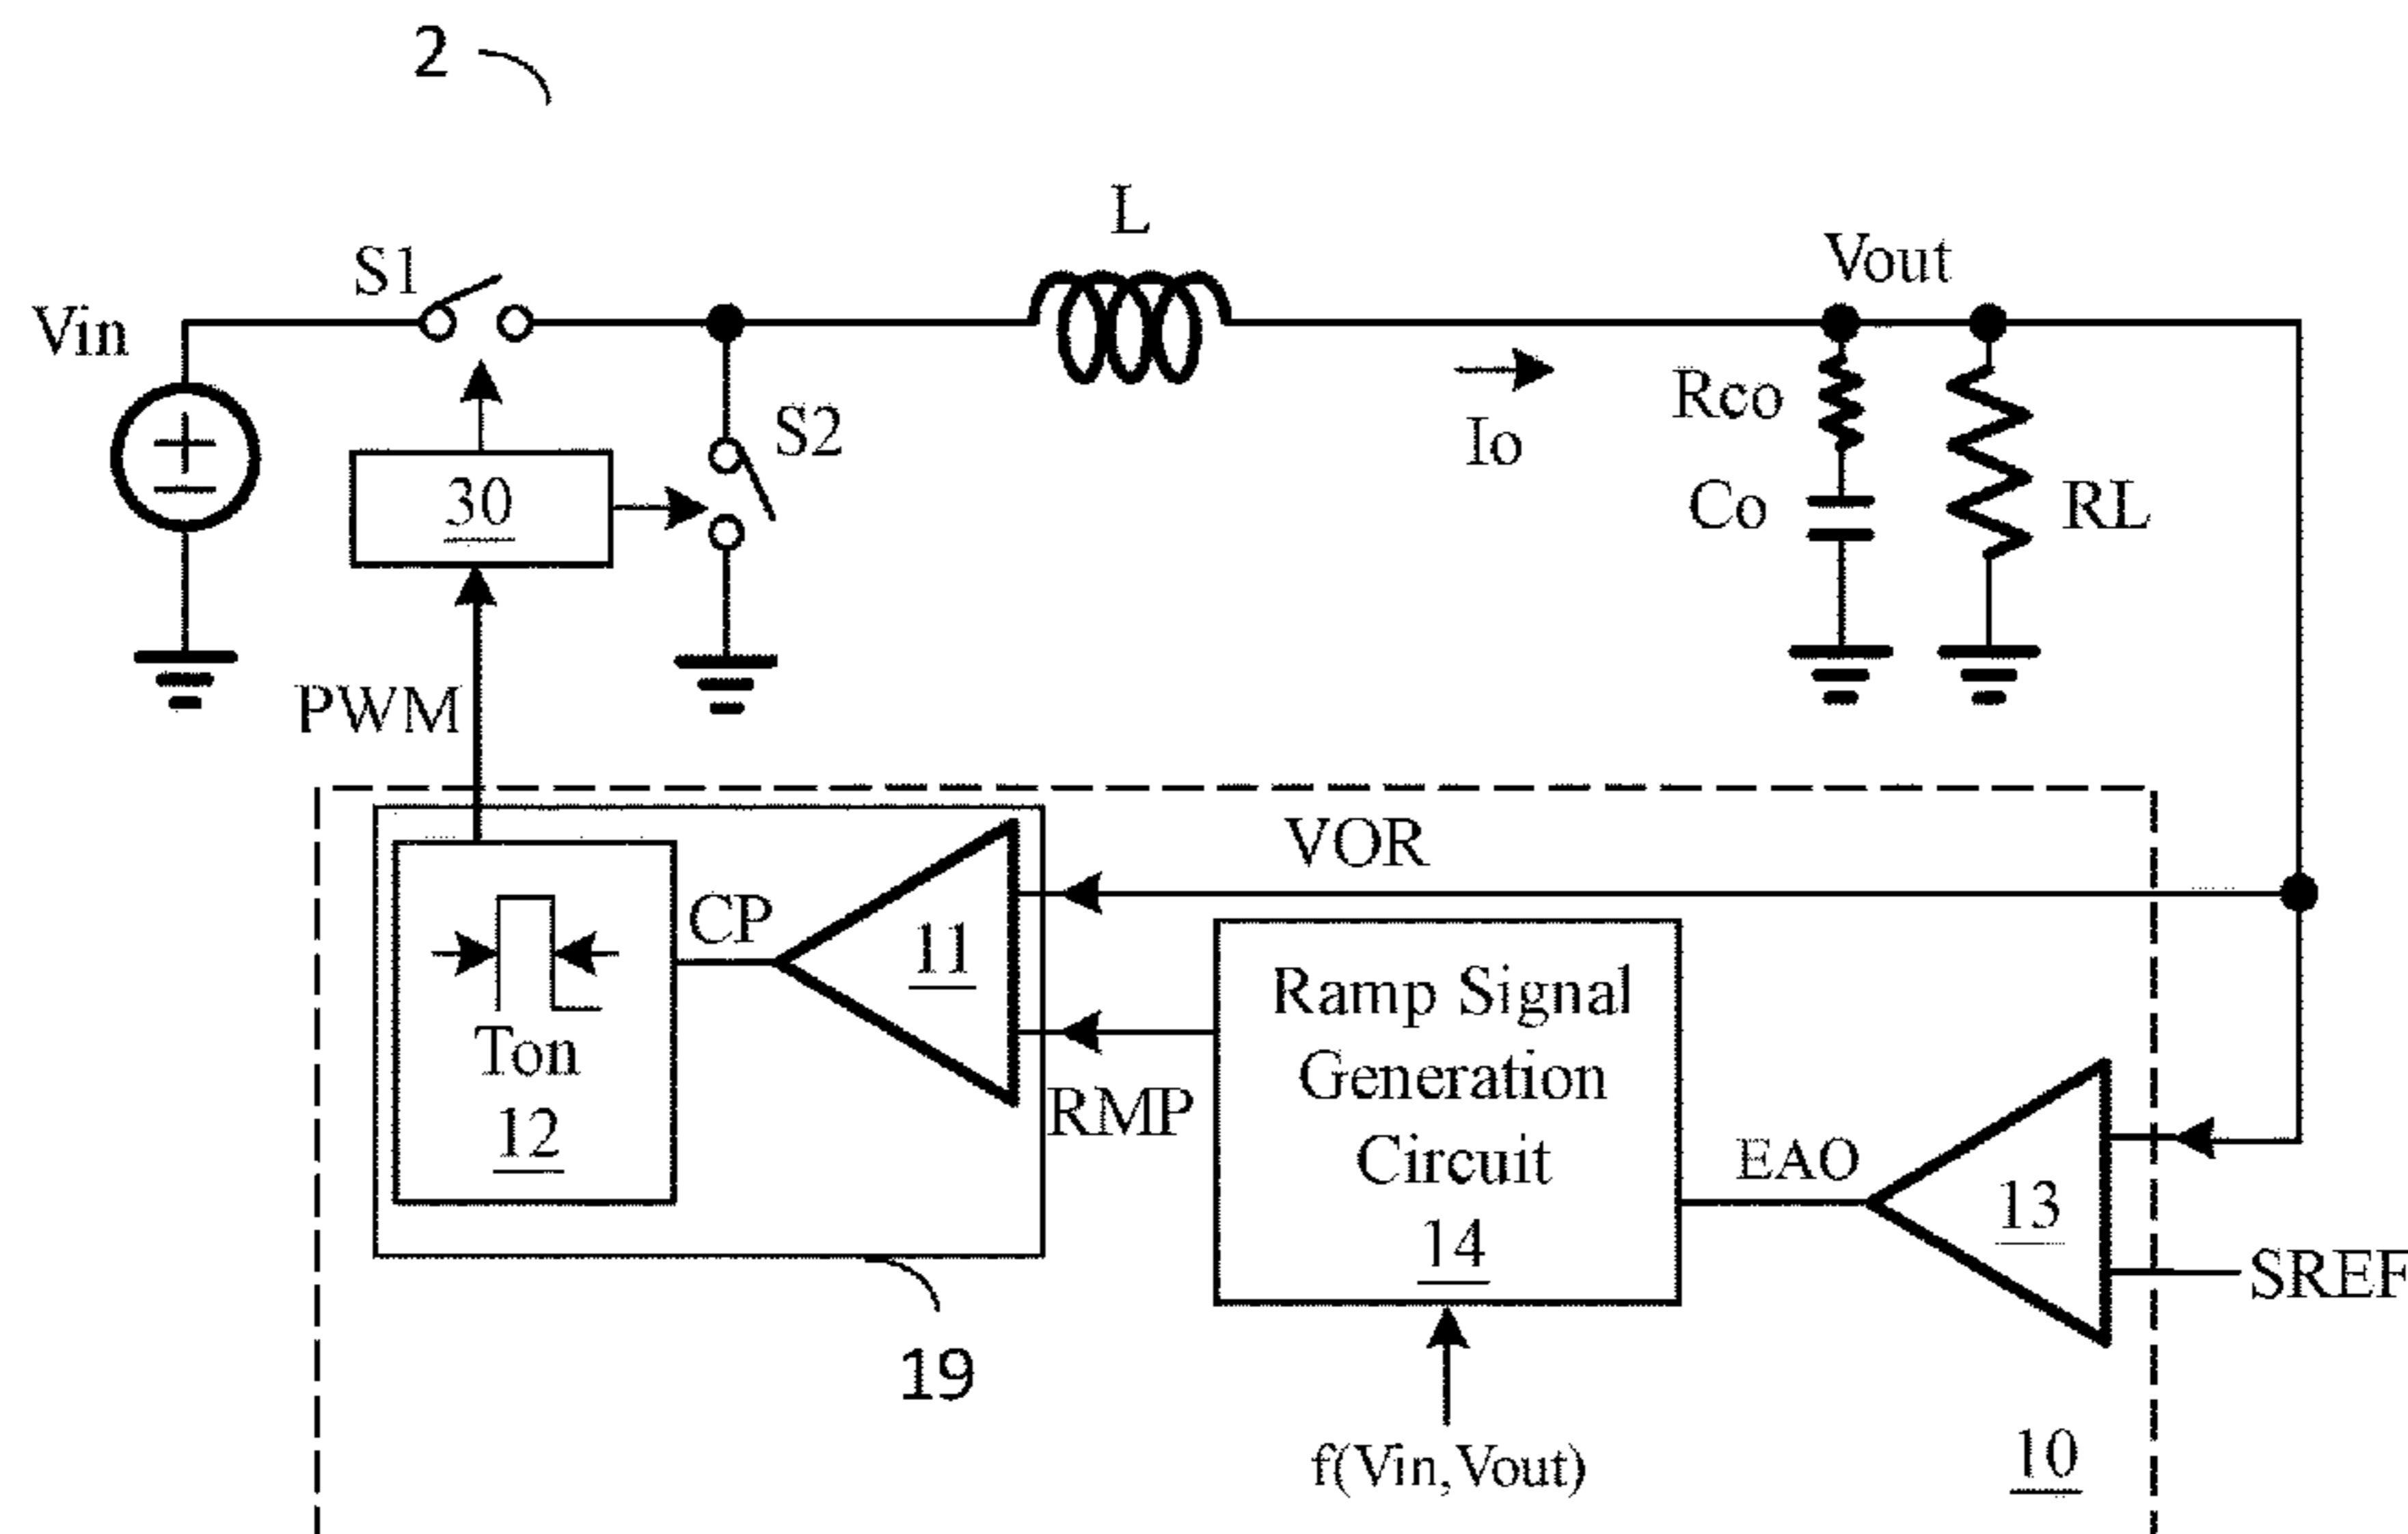 2
L
S1
Vout
Vin
Rco
S2
Io
30
Co
RL
PWM
VOR
CP
11
Ramp Signal
Generation
Circuit
14
Ton
12
RMP
EAO
13
SREF
19
f(Vin,Vout)
10